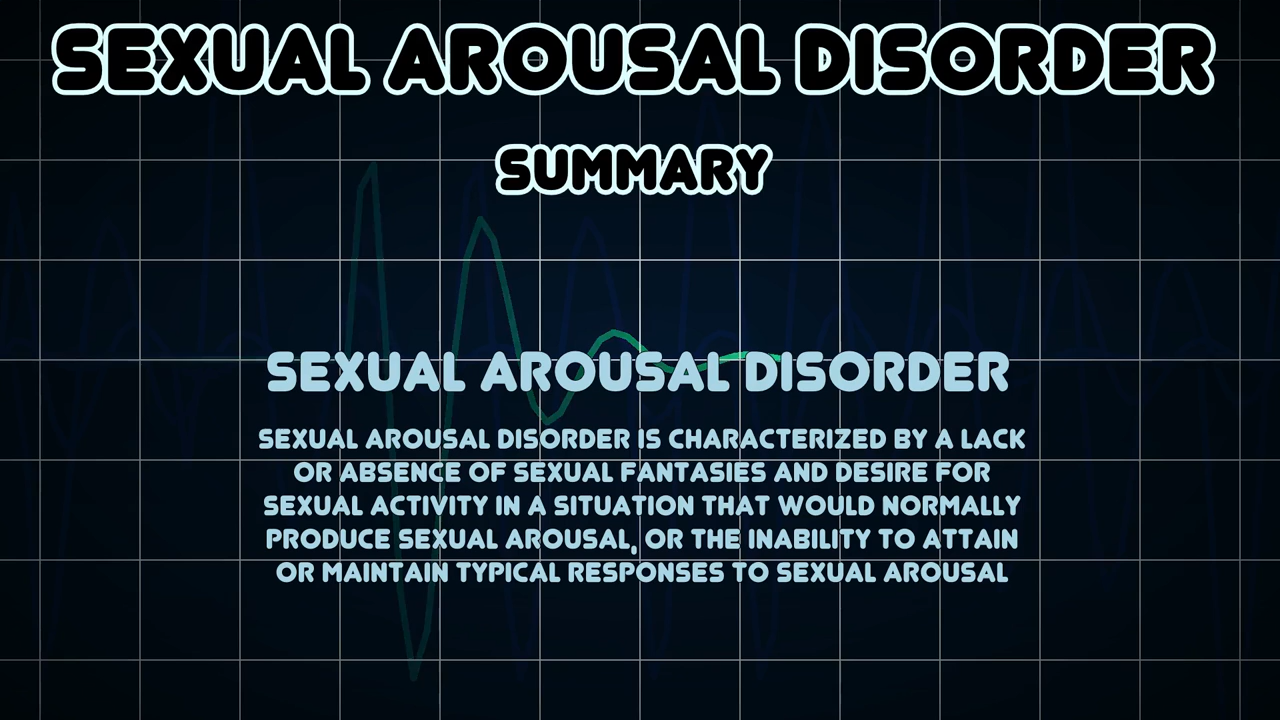 SEXUAL AROUSAL DISORDER
SUMMARY
SEXUAL AROUSAL DISORDER
SEXUAL AROUSAL DISORDER IS CHARACTERIZED BY A LACK
OR ABSENCE OF SEXUAL FANTASIES AND DESIRE FOR
SEXUAL ACTIVITY IN A SITUATION THAT WOULD NORMALLY
PRODUCE SEXUAL AROUSAL, OR THE INABILITY TO ATTAIN
OR MAINTAIN TYPICAL RESPONSES TO SEXUAL AROUSAL